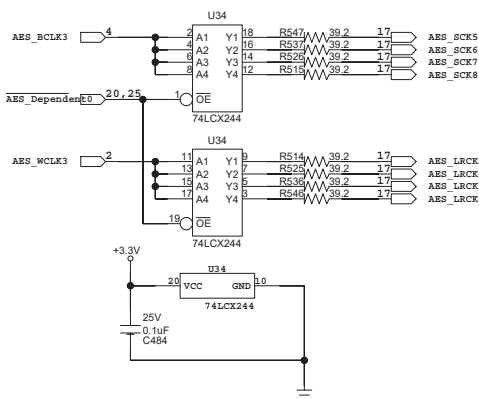 U34
AES_BCLK3 4 2 A1 Y1 18 R547 39.2 17 AES_SCK5
4 A2 Y2 16 R537 39.2 17 AES_SCK6
6 A3 Y3 14 R526 39.2 17 AES_SCK7
8 A4 Y4 12 R515 39.2 17 AES_SCK8
AES_Dependent0 20,25 1 OE
74LCX244
U34
AES_WCLK3 2 11 A1 Y1 9 R514 39.2 17 AES_LRCK
13 A2 Y2 7 R525 39.2 17 AES_LRCK
15 A3 Y3 5 R536 39.2 17 AES_LRCK
17 A4 Y4 3 R546 39.2 17 AES_LRCK
19 OE
74LCX244
+3.3V
U34
20 VCC GND 10
74LCX244
25V
0.1uF
C484